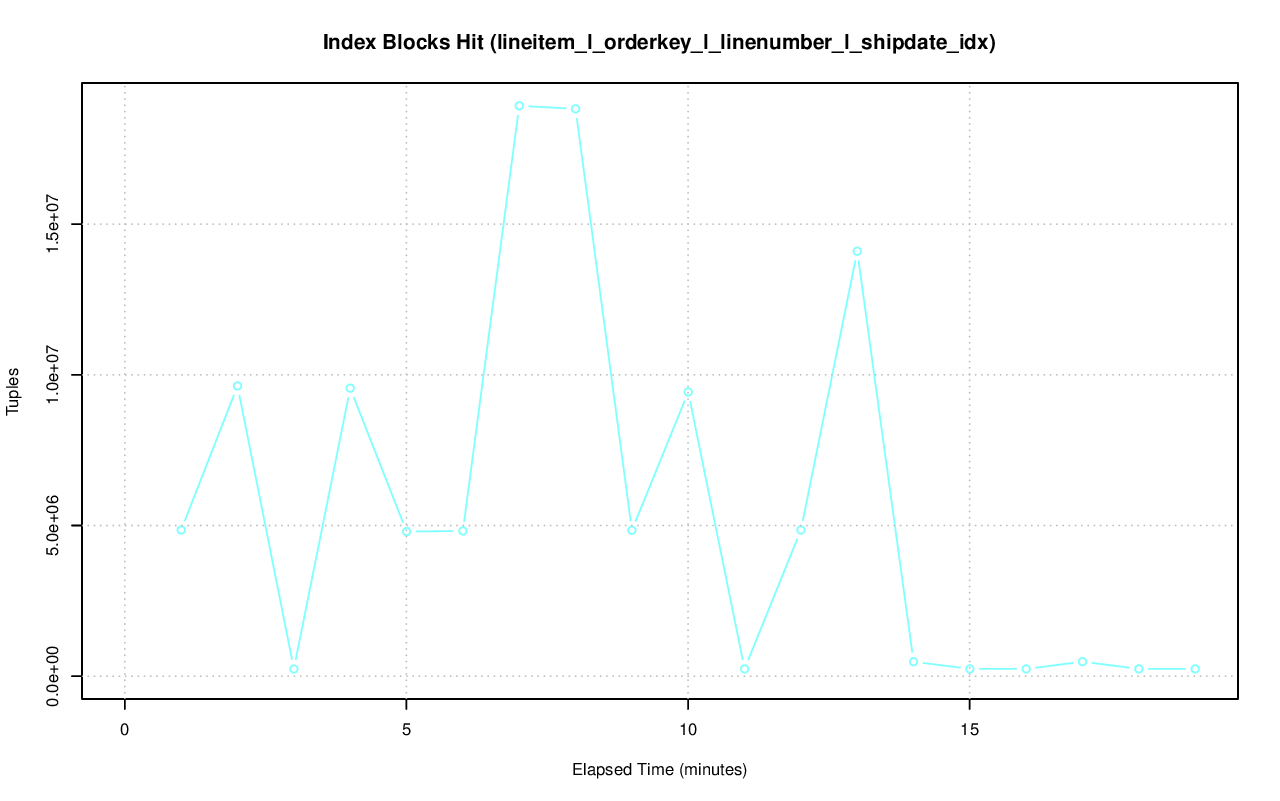 Index Blocks Hit (lineitem_l_orderkey_l_linenumber_l_shipdate_idx)
Tuples
1.5e+07
1.0e+07
5.0e+06
0.0e+00
0 5 10 15
Elapsed Time (minutes)